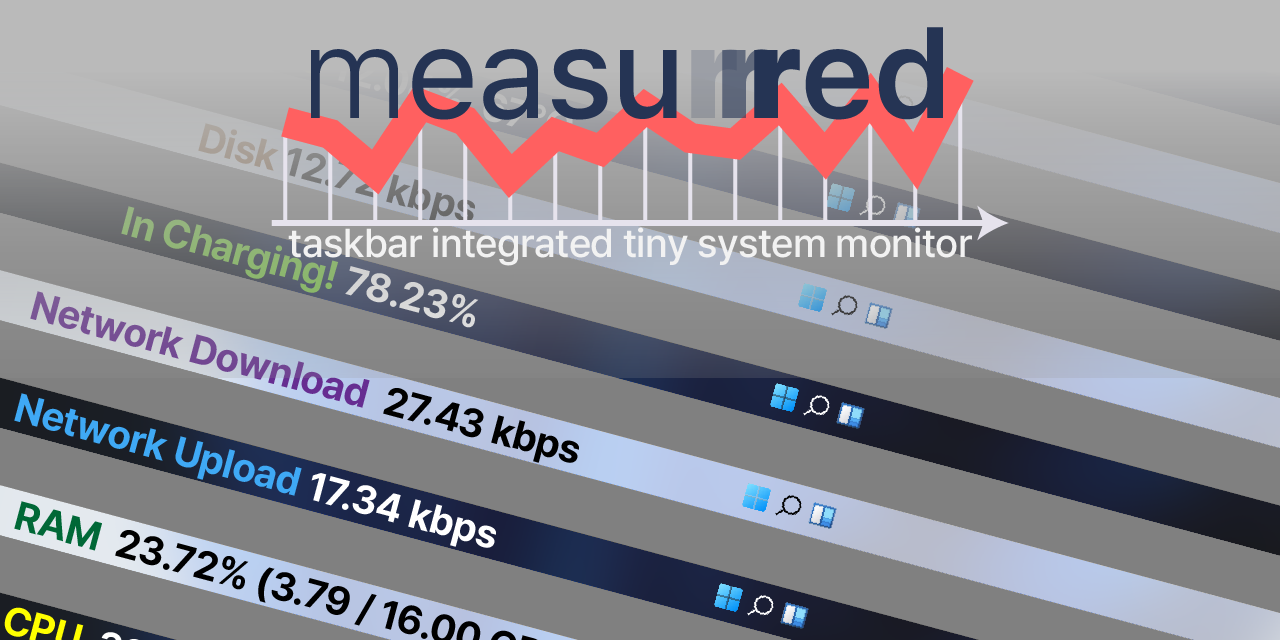 measurred
taskbar integrated tiny system monitor
Disk 12.72 kbps
In Charging! 78.23%
Network Download 27.43 kbps
Network Upload 17.34 kbps
RAM 23.72% (3.79 / 16.00
CPU